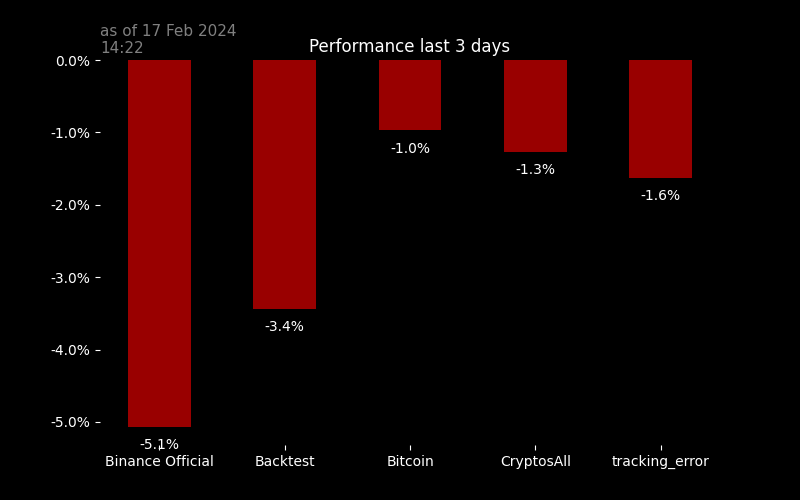 as of 17 Feb 2024
14:22
Performance last 3 days
0.0%
-1.0%
-2.0%
-3.0%
-4.0%
-5.0%
-5.1%
-3.4%
-1.0%
-1.3%
-1.6%
Binance Official
Backtest
Bitcoin
CryptosAll
tracking_error